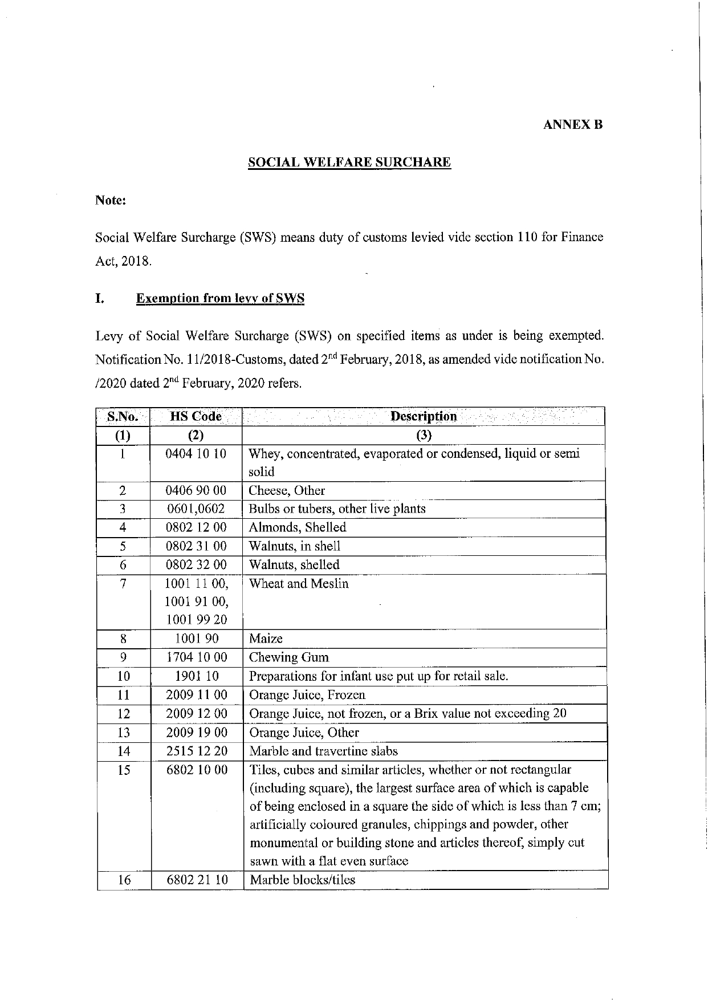 ANNEX B
SOCIAL WELFARE SURCHARE
Note:
Social Welfare Surcharge (SWS) means duty of customs levied vide section 110 for Finance
Act, 2018.
I. Exemption from levy of SWS
Levy of Social Welfare Surcharge (SWS) on specified items as under is being exempted.
Notification No. 11/2018-Customs, dated 2nd February, 2018, as amended vide notification No.
/2020 dated 2nd February, 2020 refers.
S.No. HS Code Description
(1) (2) (3)
1 0404 10 10 Whey, concentrated, evaporated or condensed, liquid or semi
solid
2 0406 90 00 Cheese, Other
3 0601,0602 Bulbs or tubers, other live plants
4 0802 12 00 Almonds, Shelled
5 0802 31 00 Walnuts, in shell
6 0802 32 00 Walnuts, shelled
7 1001 11 00, Wheat and Meslin
1001 91 00,
1001 99 20
8 1001 90 Maize
9 1704 10 00 Chewing Gum
10 1901 10 Preparations for infant use put up for retail sale.
11 2009 11 00 Orange Juice, Frozen
12 2009 12 00 Orange Juice, not frozen, or a Brix value not exceeding 20
13 2009 19 00 Orange Juice, Other
14 2515 12 20 Marble and travertine slabs
15 6802 10 00 Tiles, cubes and similar articles, whether or not rectangular
(including square), the largest surface area of which is capable
of being enclosed in a square the side of which is less than 7 cm;
artificially coloured granules, chippings and powder, other
monumental or building stone and articles thereof, simply cut
sawn with a flat even surface
16 6802 21 10 Marble blocks/tiles